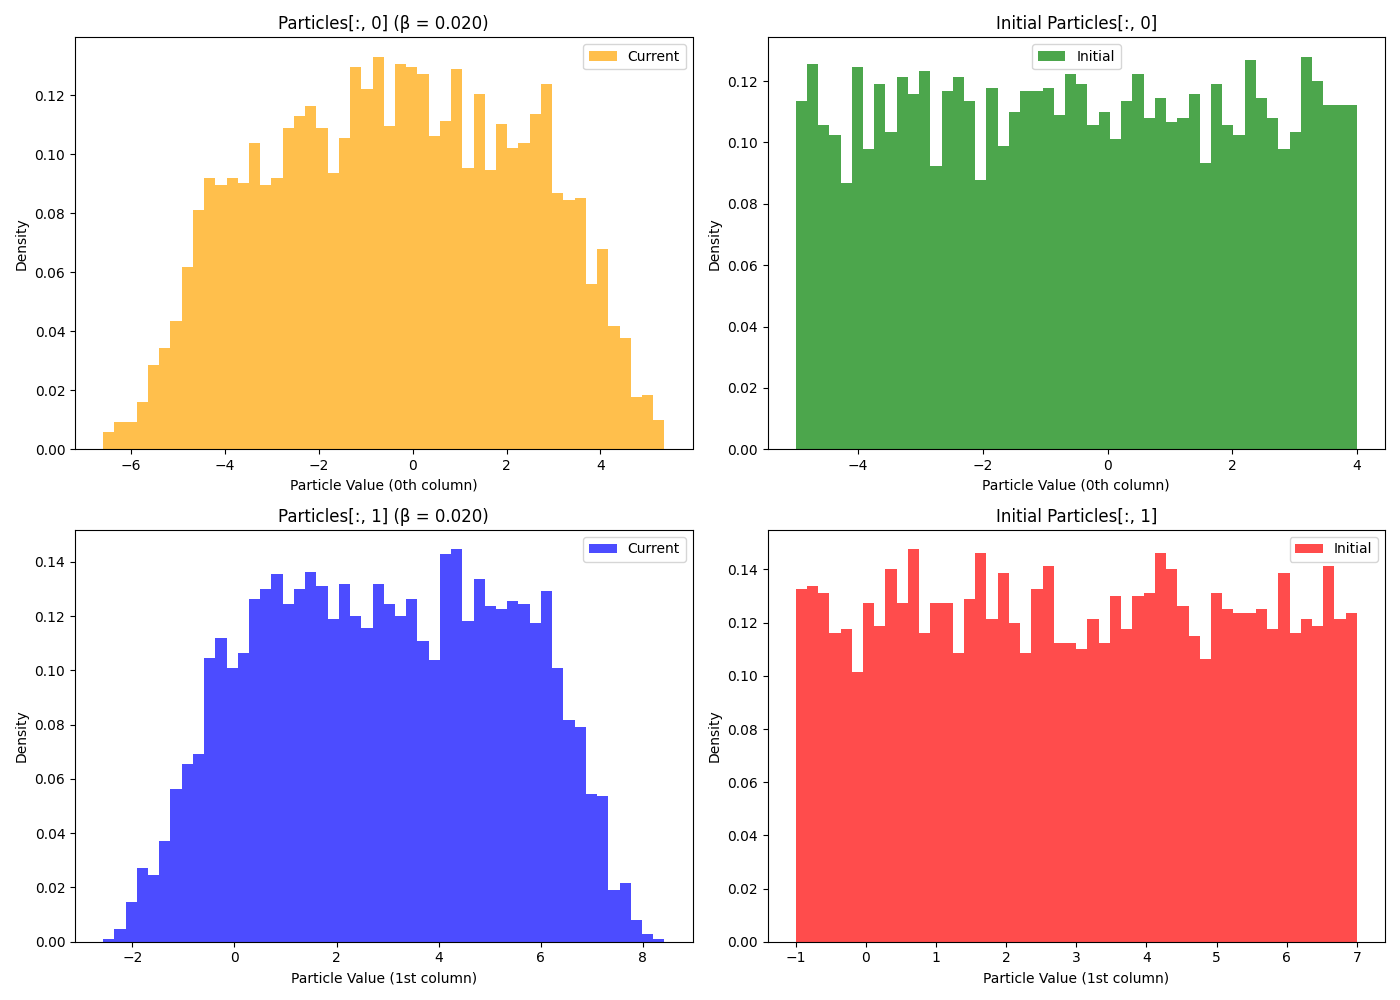 Particles[:, 0] (β = 0.020)
Current
Density
0.12
0.10
0.08
0.06
0.04
0.02
0.00
−6 −4 −2 0 2 4
Particle Value (0th column)
Initial Particles[:, 0]
Initial
Density
0.12
0.10
0.08
0.06
0.04
0.02
0.00
−4 −2 0 2 4
Particle Value (0th column)
Particles[:, 1] (β = 0.020)
Current
Density
0.14
0.12
0.10
0.08
0.06
0.04
0.02
0.00
−2 0 2 4 6 8
Particle Value (1st column)
Initial Particles[:, 1]
Initial
Density
0.14
0.12
0.10
0.08
0.06
0.04
0.02
0.00
−1 0 1 2 3 4 5 6 7
Particle Value (1st column)